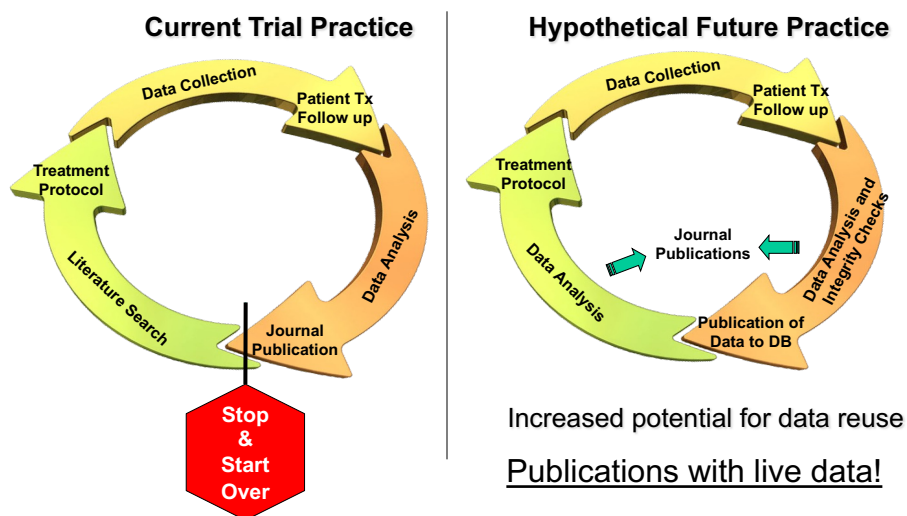 Current Trial Practice
Data Collection
Patient Tx
Follow up
Treatment
Protocol
Data Analysis
Literature Search
Journal
Publication
Stop
&
Start
Over
Hypothetical Future Practice
Data Collection
Patient Tx
Follow up
Treatment
Protocol
Data Analysis and
Integrity Checks
Journal
Publications
Data Analysis
Publication of
Data to DB
Increased potential for data reuse
Publications with live data!